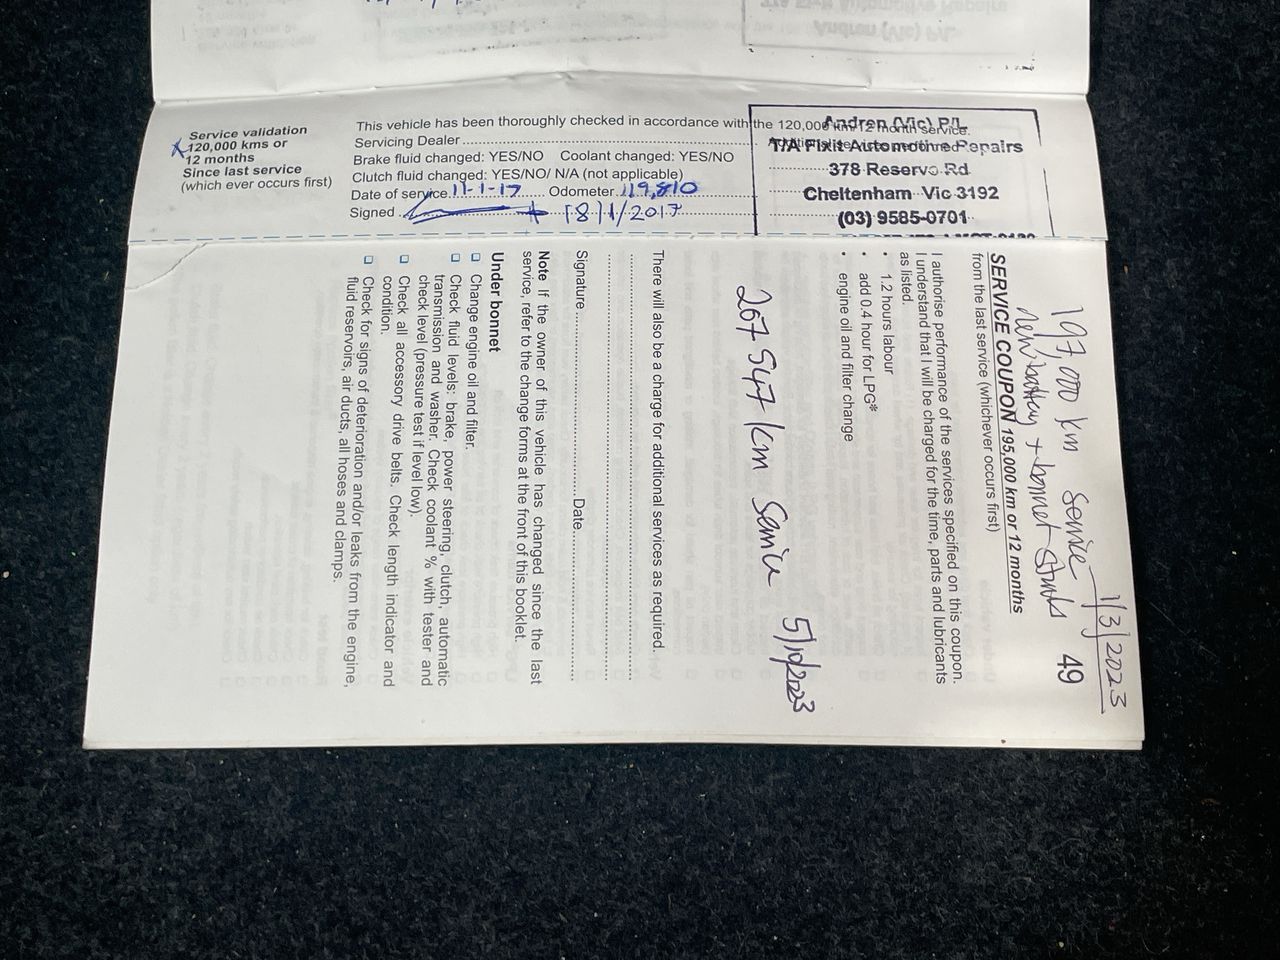 Service validation
120,000 kms or
12 months
Since last service
(which ever occurs first)
This vehicle has been thoroughly checked in accordance with the 120,000 km/12 month service.
Servicing Dealer
Brake fluid changed: YES/NO Coolant changed: YES/NO
Clutch fluid changed: YES/NO/ N/A (not applicable)
Date of service 11-1-17 Odometer 119,810
Signed 18/1/2017
Andren (Vic) P/L
T/A Fixit Automotive Repairs
378 Reserve Rd
Cheltenham Vic 3192
(03) 9585-0701
1/3/2023
197,000 km Service
new battery + bonnet struts
49
SERVICE COUPON 195,000 km or 12 months
from the last service (whichever occurs first)
I authorise performance of the services specified on this coupon.
I understand that I will be charged for the time, parts and lubricants
as listed.
• 1.2 hours labour
• add 0.4 hour for LPG*
• engine oil and filter change
207 547 km Service 5/10/2023
There will also be a charge for additional services as required.
Signature Date
Note If the owner of this vehicle has changed since the last
service, refer to the change forms at the front of this booklet.
Under bonnet
Change engine oil and filter.
Check fluid levels: brake, power steering, clutch, automatic
transmission and washer. Check coolant % with tester and
check level (pressure test if level low).
Check all accessory drive belts. Check length indicator and
condition.
Check for signs of deterioration and/or leaks from the engine,
fluid reservoirs, air ducts, all hoses and clamps.